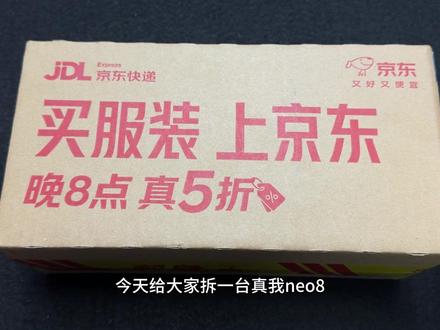 JDL Express 京东快递
京东
又好又便宜
买服装 上京东
晚8点 真5折%
今天给大家拆一台真我neo8